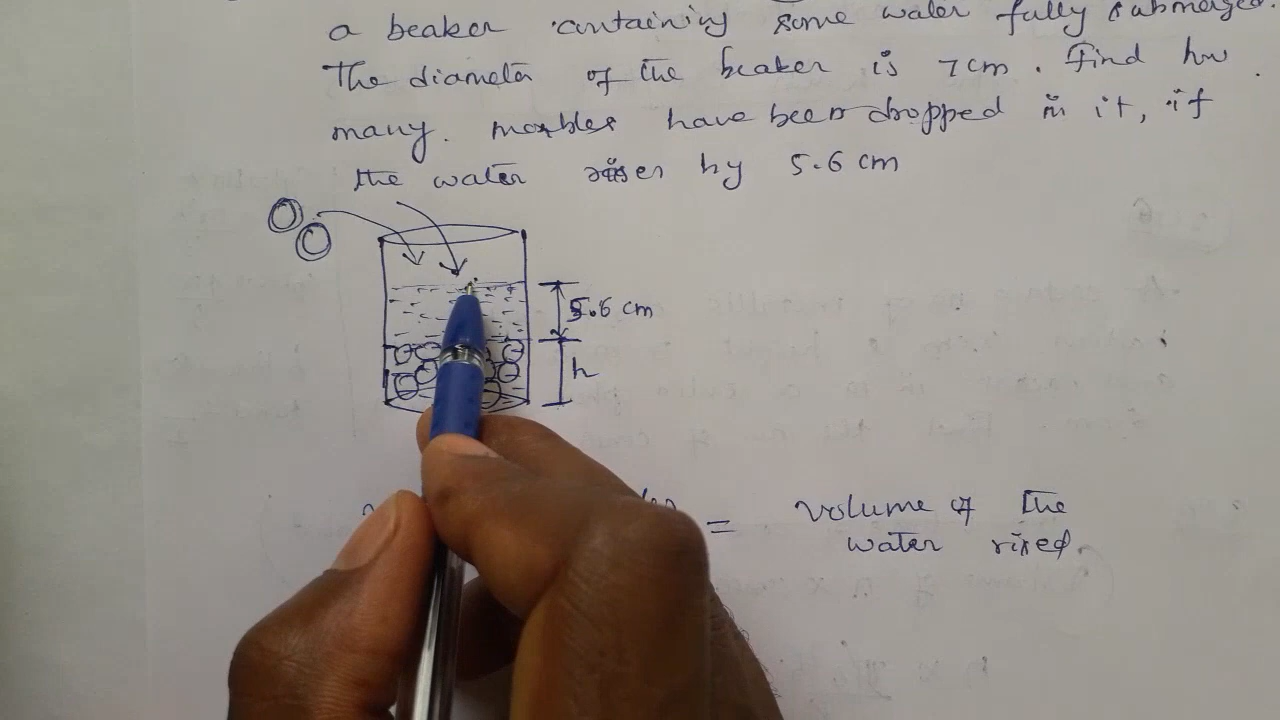 a beaker containing some water fully submerged.
The diameter of the beaker is 7cm. Find how
many. marbles have been dropped in it, if
the water rises by 5.6 cm
5.6 cm
h
= volume of the
water rised.